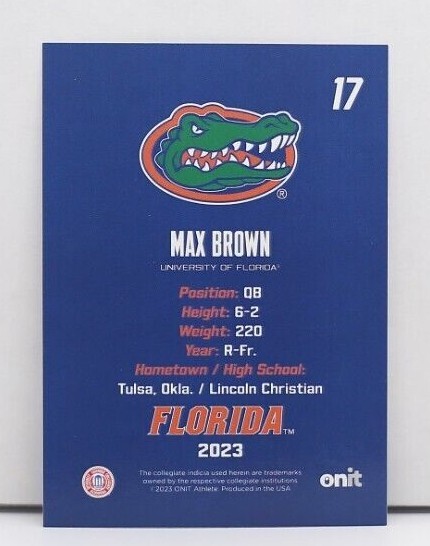 17
®
MAX BROWN
UNIVERSITY OF FLORIDA
Position: QB
Height: 6-2
Weight: 220
Year: R-Fr.
Hometown / High School:
Tulsa, Okla. / Lincoln Christian
FLORIDA™
2023
The collegiate indicia used herein are trademarks
owned by the respective collegiate institutions
©2023 ONIT Athlete. Produced in the USA
onit